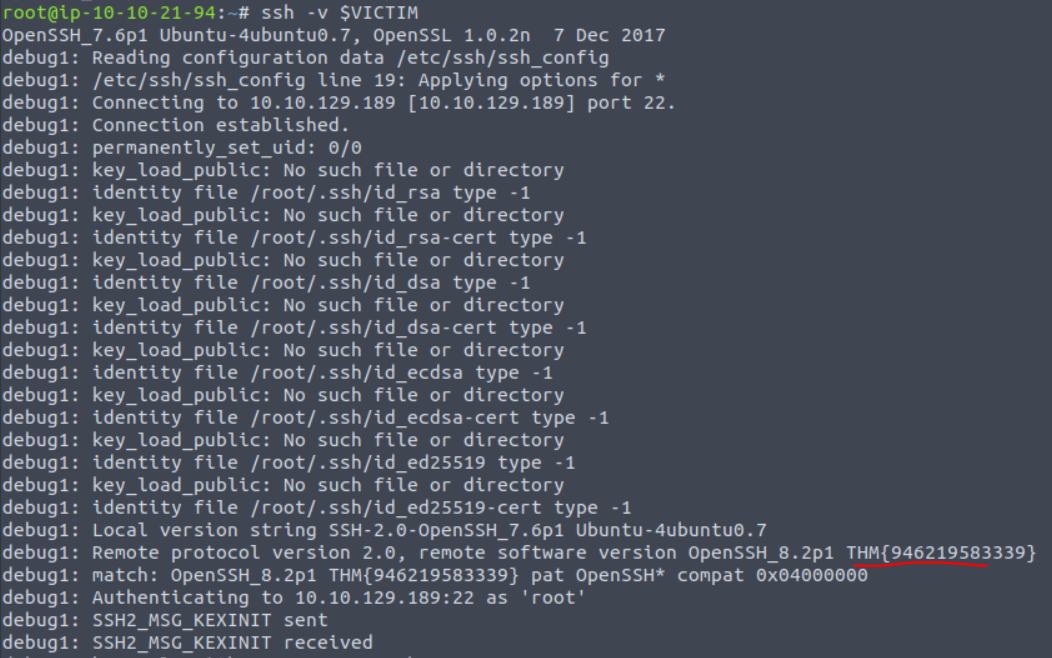 root@ip-10-10-21-94:~# ssh -v $VICTIM
OpenSSH_7.6p1 Ubuntu-4ubuntu0.7, OpenSSL 1.0.2n  7 Dec 2017
debug1: Reading configuration data /etc/ssh/ssh_config
debug1: /etc/ssh/ssh_config line 19: Applying options for *
debug1: Connecting to 10.10.129.189 [10.10.129.189] port 22.
debug1: Connection established.
debug1: permanently_set_uid: 0/0
debug1: key_load_public: No such file or directory
debug1: identity file /root/.ssh/id_rsa type -1
debug1: key_load_public: No such file or directory
debug1: identity file /root/.ssh/id_rsa-cert type -1
debug1: key_load_public: No such file or directory
debug1: identity file /root/.ssh/id_dsa type -1
debug1: key_load_public: No such file or directory
debug1: identity file /root/.ssh/id_dsa-cert type -1
debug1: key_load_public: No such file or directory
debug1: identity file /root/.ssh/id_ecdsa type -1
debug1: key_load_public: No such file or directory
debug1: identity file /root/.ssh/id_ecdsa-cert type -1
debug1: key_load_public: No such file or directory
debug1: identity file /root/.ssh/id_ed25519 type -1
debug1: key_load_public: No such file or directory
debug1: identity file /root/.ssh/id_ed25519-cert type -1
debug1: Local version string SSH-2.0-OpenSSH_7.6p1 Ubuntu-4ubuntu0.7
debug1: Remote protocol version 2.0, remote software version OpenSSH_8.2p1 THM{946219583339}
debug1: match: OpenSSH_8.2p1 THM{946219583339} pat OpenSSH* compat 0x04000000
debug1: Authenticating to 10.10.129.189:22 as 'root'
debug1: SSH2_MSG_KEXINIT sent
debug1: SSH2_MSG_KEXINIT received